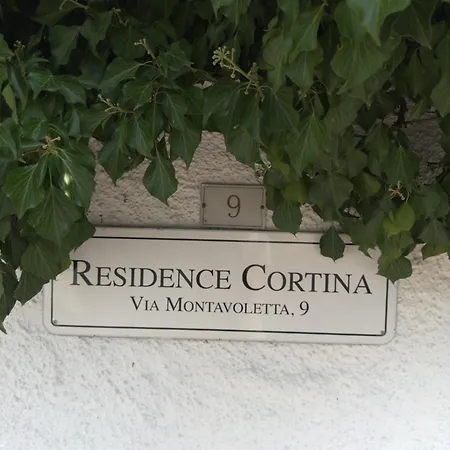 9
RESIDENCE CORTINA
VIA MONTAVOLETTA, 9